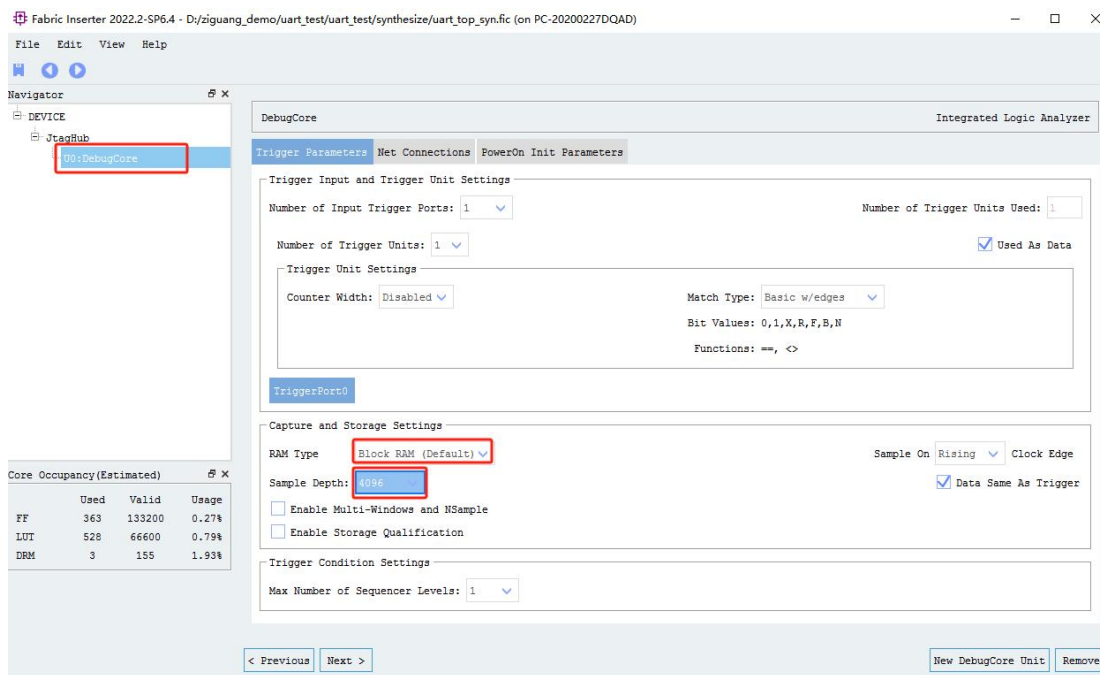 Fabric Inserter 2022.2-SP6.4 - D:/ziguang_demo/uart_test/uart_test/synthesize/uart_top_syn.fic (on PC-20200227DQAD)
File Edit View Help
Navigator
DEVICE
JtagHub
U0:DebugCore
DebugCore Integrated Logic Analyzer
Trigger Parameters Net Connections PowerOn Init Parameters
Trigger Input and Trigger Unit Settings
Number of Input Trigger Ports: 1 Number of Trigger Units Used: 1
Number of Trigger Units: 1 Used As Data
Trigger Unit Settings
Counter Width: Disabled Match Type: Basic w/edges
Bit Values: 0,1,X,R,F,B,N
Functions: ==, <>
TriggerPort0
Capture and Storage Settings
RAM Type Block RAM (Default) Sample On Rising Clock Edge
Sample Depth: 4096 Data Same As Trigger
Enable Multi-Windows and NSample
Enable Storage Qualification
Trigger Condition Settings
Max Number of Sequencer Levels: 1
Core Occupancy(Estimated)
Used Valid Usage
FF 363 133200 0.27%
LUT 528 66600 0.79%
DRM 3 155 1.93%
< Previous Next > New DebugCore Unit Remove